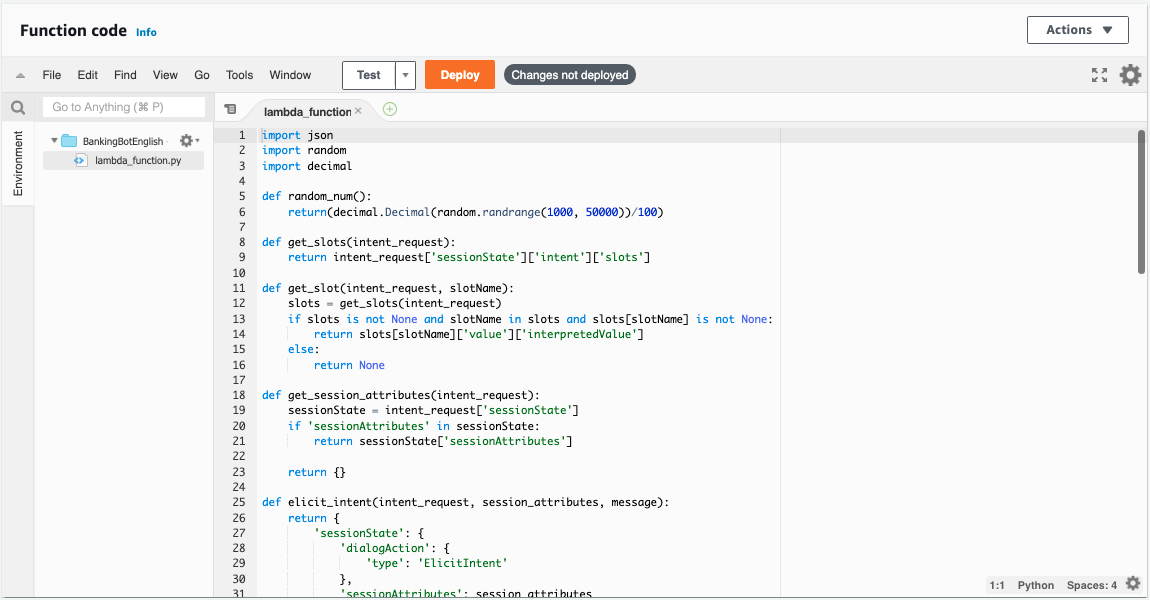 Function code Info
Actions ▼
File Edit Find View Go Tools Window Test Deploy Changes not deployed
Go to Anything (⌘ P)
lambda_function ×
Environment
BankingBotEnglish
lambda_function.py
1 import json
2 import random
3 import decimal
4
5 def random_num():
6     return(decimal.Decimal(random.randrange(1000, 50000))/100)
7
8 def get_slots(intent_request):
9     return intent_request['sessionState']['intent']['slots']
10
11 def get_slot(intent_request, slotName):
12     slots = get_slots(intent_request)
13     if slots is not None and slotName in slots and slots[slotName] is not None:
14         return slots[slotName]['value']['interpretedValue']
15     else:
16         return None
17
18 def get_session_attributes(intent_request):
19     sessionState = intent_request['sessionState']
20     if 'sessionAttributes' in sessionState:
21         return sessionState['sessionAttributes']
22
23     return {}
24
25 def elicit_intent(intent_request, session_attributes, message):
26     return {
27         'sessionState': {
28             'dialogAction': {
29                 'type': 'ElicitIntent'
30             },
31             'sessionAttributes': session_attributes
1:1 Python Spaces: 4